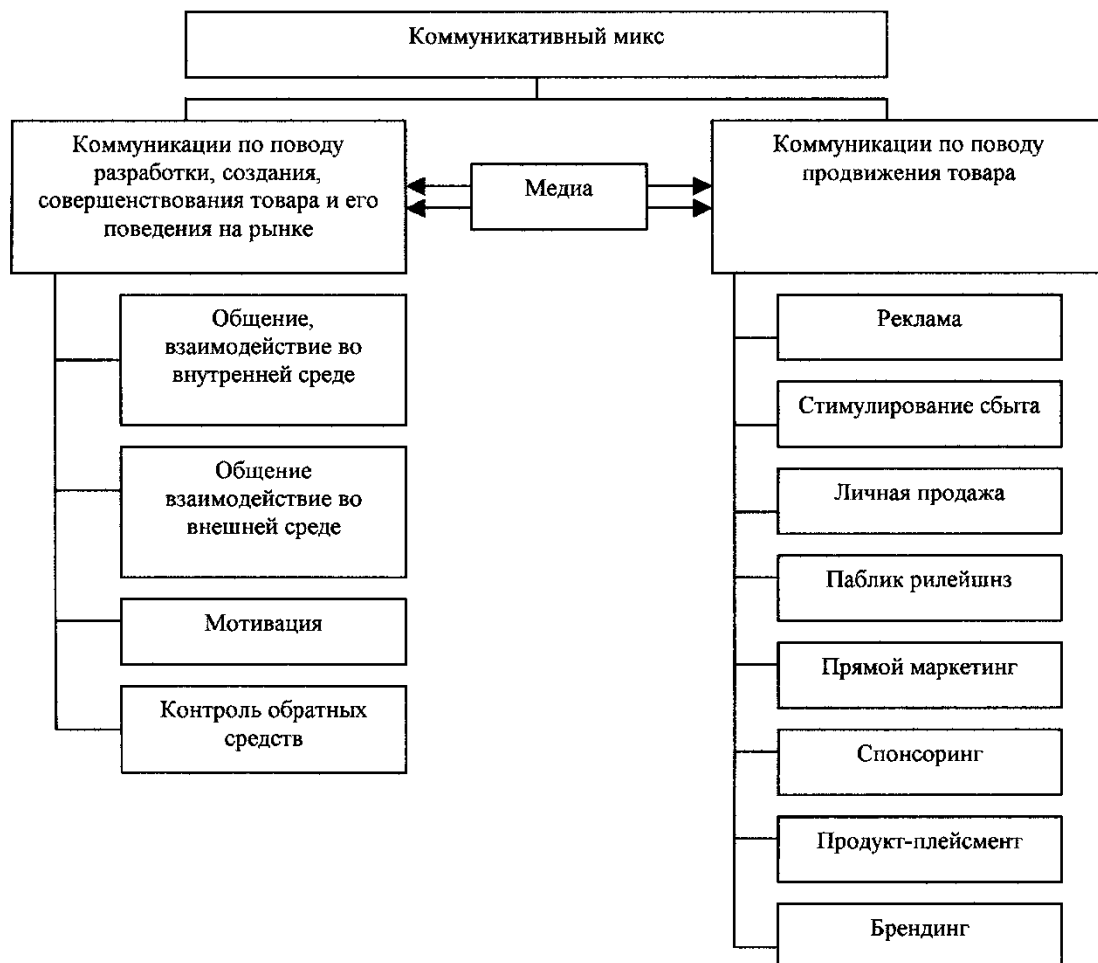 Коммуникативный микс
Коммуникации по поводу
разработки, создания,
совершенствования товара и его
поведения на рынке
Медиа
Коммуникации по поводу
продвижения товара
Общение,
взаимодействие во
внутренней среде
Общение
взаимодействие во
внешней среде
Мотивация
Контроль обратных
средств
Реклама
Стимулирование сбыта
Личная продажа
Паблик рилейшнз
Прямой маркетинг
Спонсоринг
Продукт-плейсмент
Брендинг